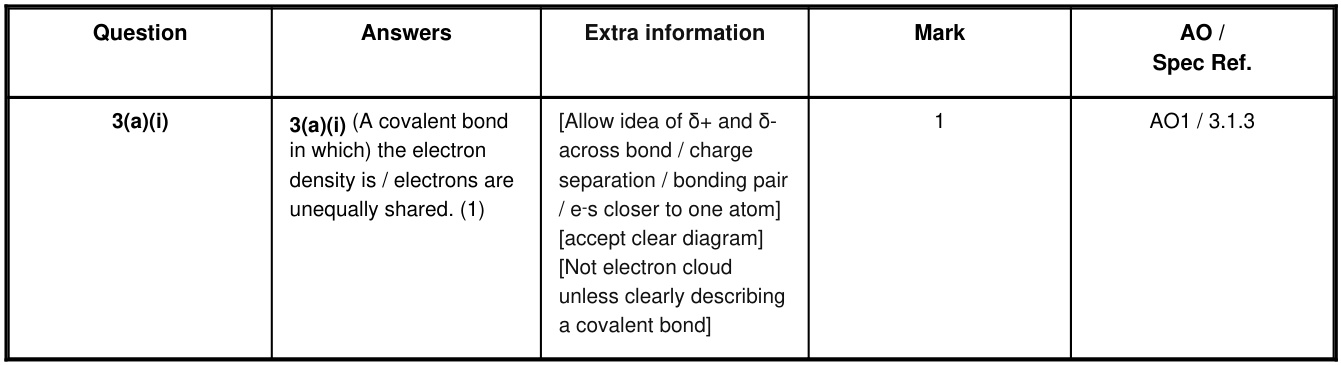 Question
Answers
Extra information
Mark
AO /
Spec Ref.
3(a)(i)
3(a)(i) (A covalent bond
in which) the electron
density is / electrons are
unequally shared. (1)
[Allow idea of δ+ and δ-
across bond / charge
separation / bonding pair
/ e-s closer to one atom]
[accept clear diagram]
[Not electron cloud
unless clearly describing
a covalent bond]
1
AO1 / 3.1.3